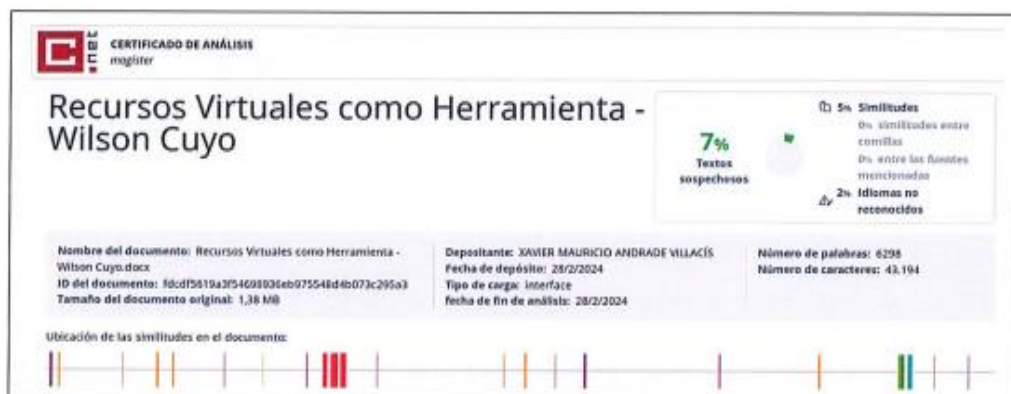 CERTIFICADO DE ANÁLISIS
magister
Recursos Virtuales como Herramienta -
Wilson Cuyo
7%
Textos
sospechosos
5% Similitudes
0% similitudes entre
comillas
0% entre las fuentes
mencionadas
2% Idiomas no
reconocidos
Nombre del documento: Recursos Virtuales como Herramienta -
Wilson Cuyo.docx
ID del documento:
Tamaño del documento original: 1,38 MB
Depositante: XAVIER MAURICIO ANDRADE VILLACÍS
Fecha de depósito: 28/2/2024
Tipo de carga: interface
fecha de fin de análisis: 28/2/2024
Número de palabras: 6298
Número de caracteres: 43.194
Ubicación de las similitudes en el documento: